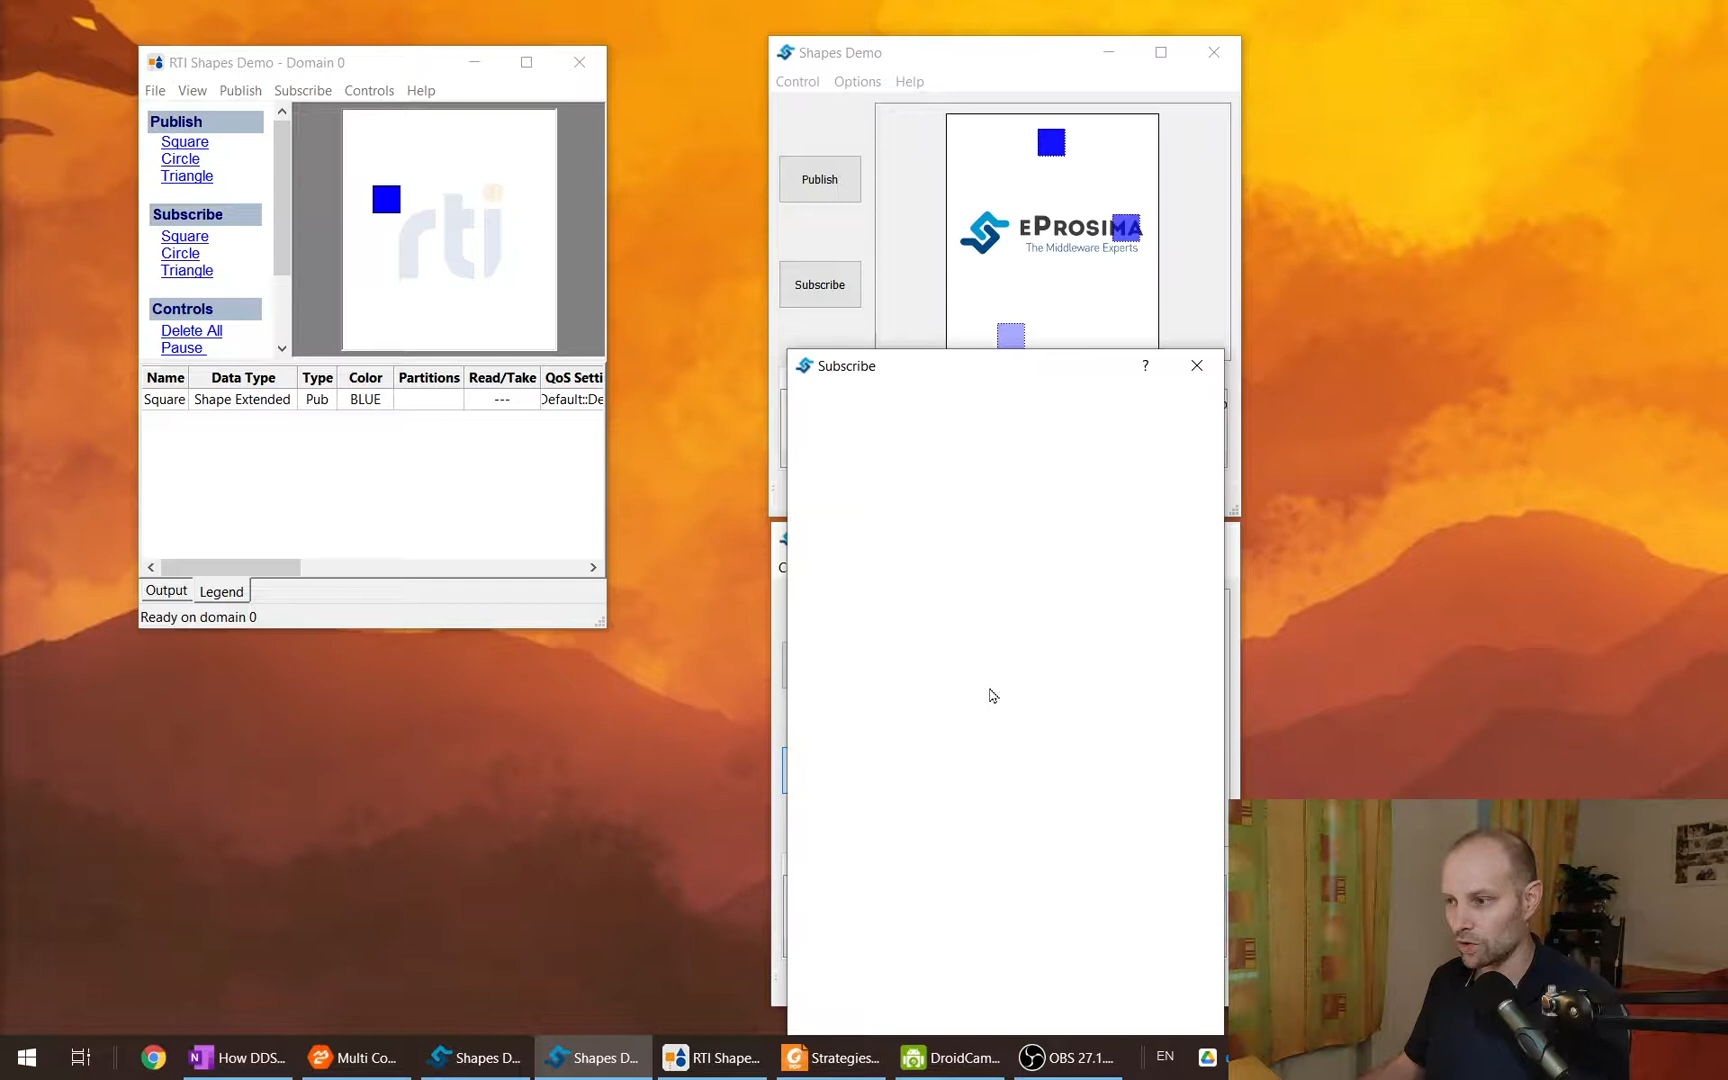 RTI Shapes Demo - Domain 0
File View Publish Subscribe Controls Help
Publish
Square
Circle
Triangle
Subscribe
Square
Circle
Triangle
Controls
Delete All
Pause
rti
Name Data Type Type Color Partitions Read/Take QoS Setti
Square Shape Extended Pub BLUE --- Default::De
Output Legend
Ready on domain 0
Shapes Demo
Control Options Help
Publish
Subscribe
EPROSIMA
The Middleware Experts
Subscribe
?
How DDS...
Multi Co...
Shapes D...
Shapes D...
RTI Shape...
Strategies...
DroidCam...
OBS 27.1....
EN